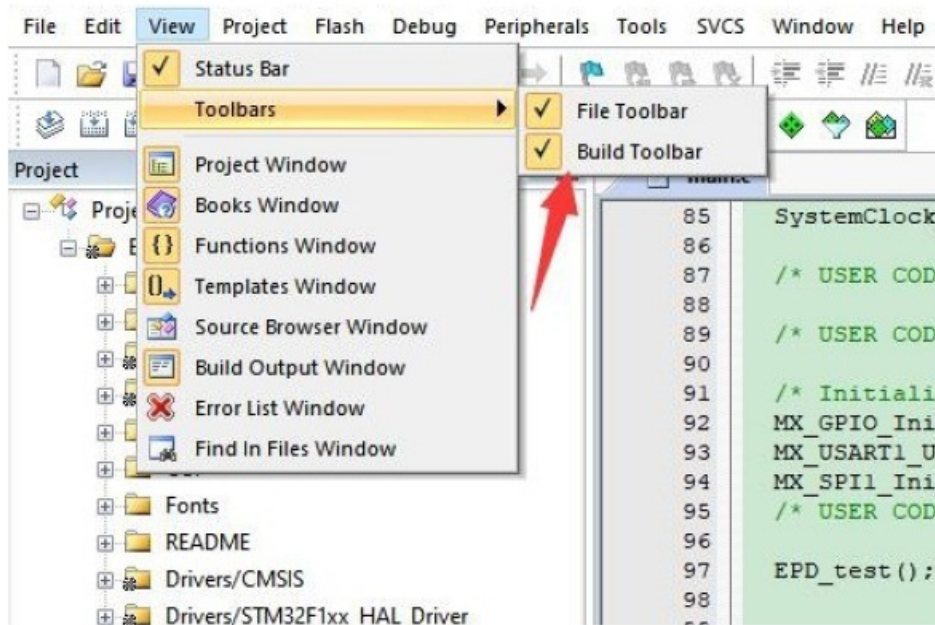 File Edit View Project Flash Debug Peripherals Tools SVCS Window Help
Status Bar
Toolbars
File Toolbar
Build Toolbar
Project Window
Books Window
Functions Window
Templates Window
Source Browser Window
Build Output Window
Error List Window
Find In Files Window
Project
Proje
Fonts
README
Drivers/CMSIS
Drivers/STM32F1xx_HAL_Driver
main.c
85 SystemClock
86
87 /* USER COD
88
89 /* USER COD
90
91 /* Initiali
92 MX_GPIO_Ini
93 MX_USART1_U
94 MX_SPI1_Ini
95 /* USER COD
96
97 EPD_test();
98